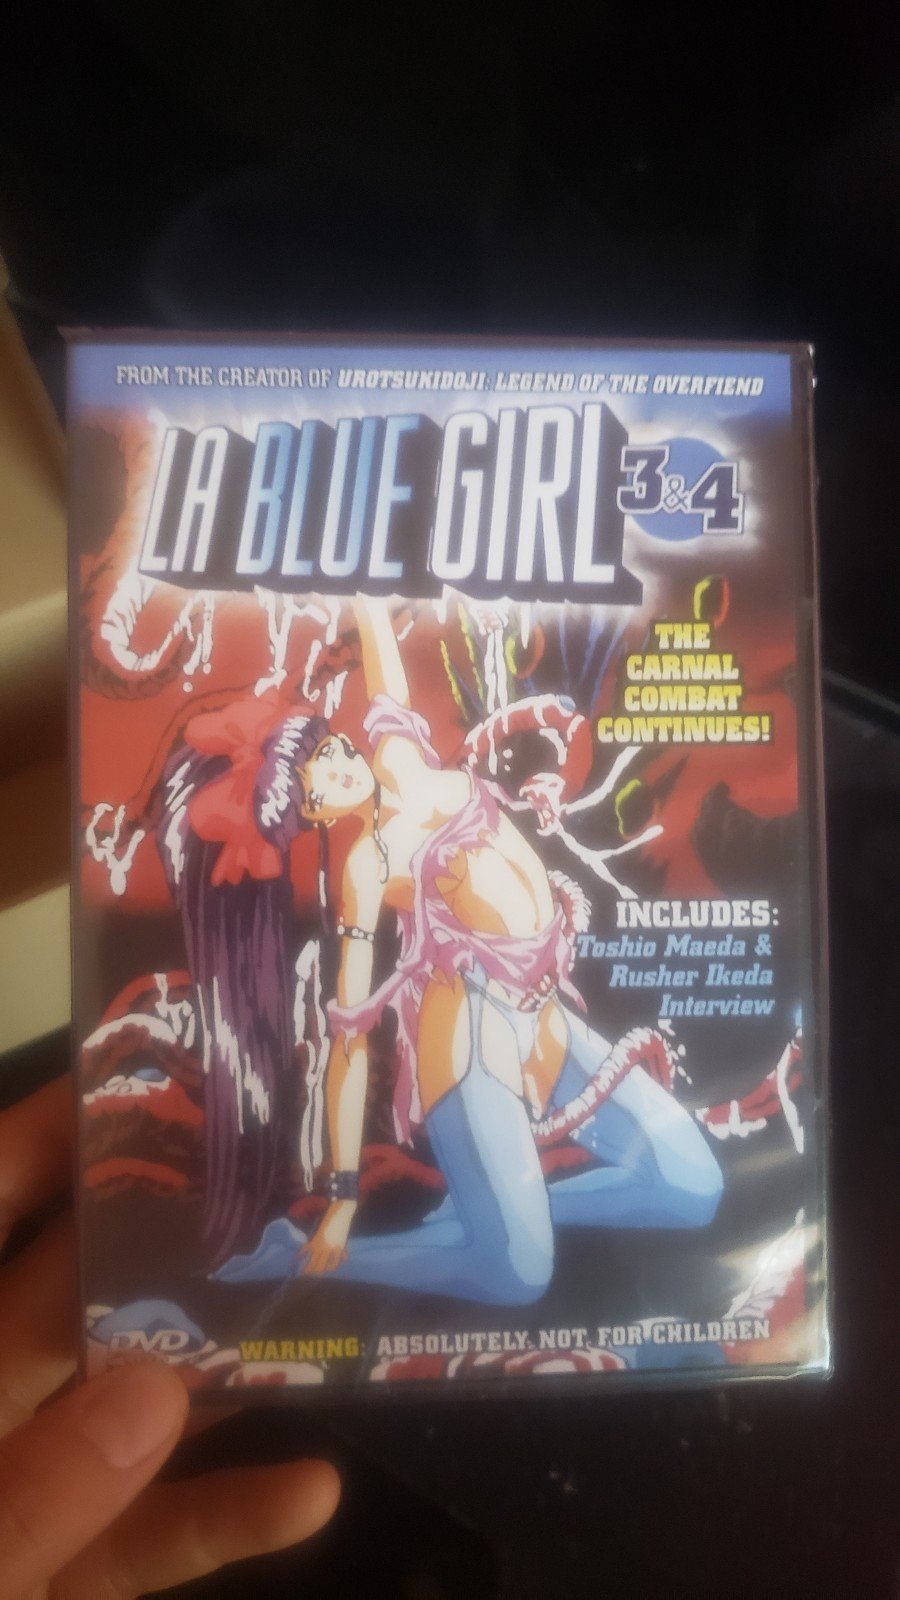 FROM THE CREATOR OF UROTSUKIDOJI: LEGEND OF THE OVERFIEND
LA BLUE GIRL
3&4
THE
CARNAL
COMBAT
CONTINUES!
INCLUDES:
Toshio Maeda &
Rusher Ikeda
Interview
DVD
WARNING: ABSOLUTELY NOT FOR CHILDREN